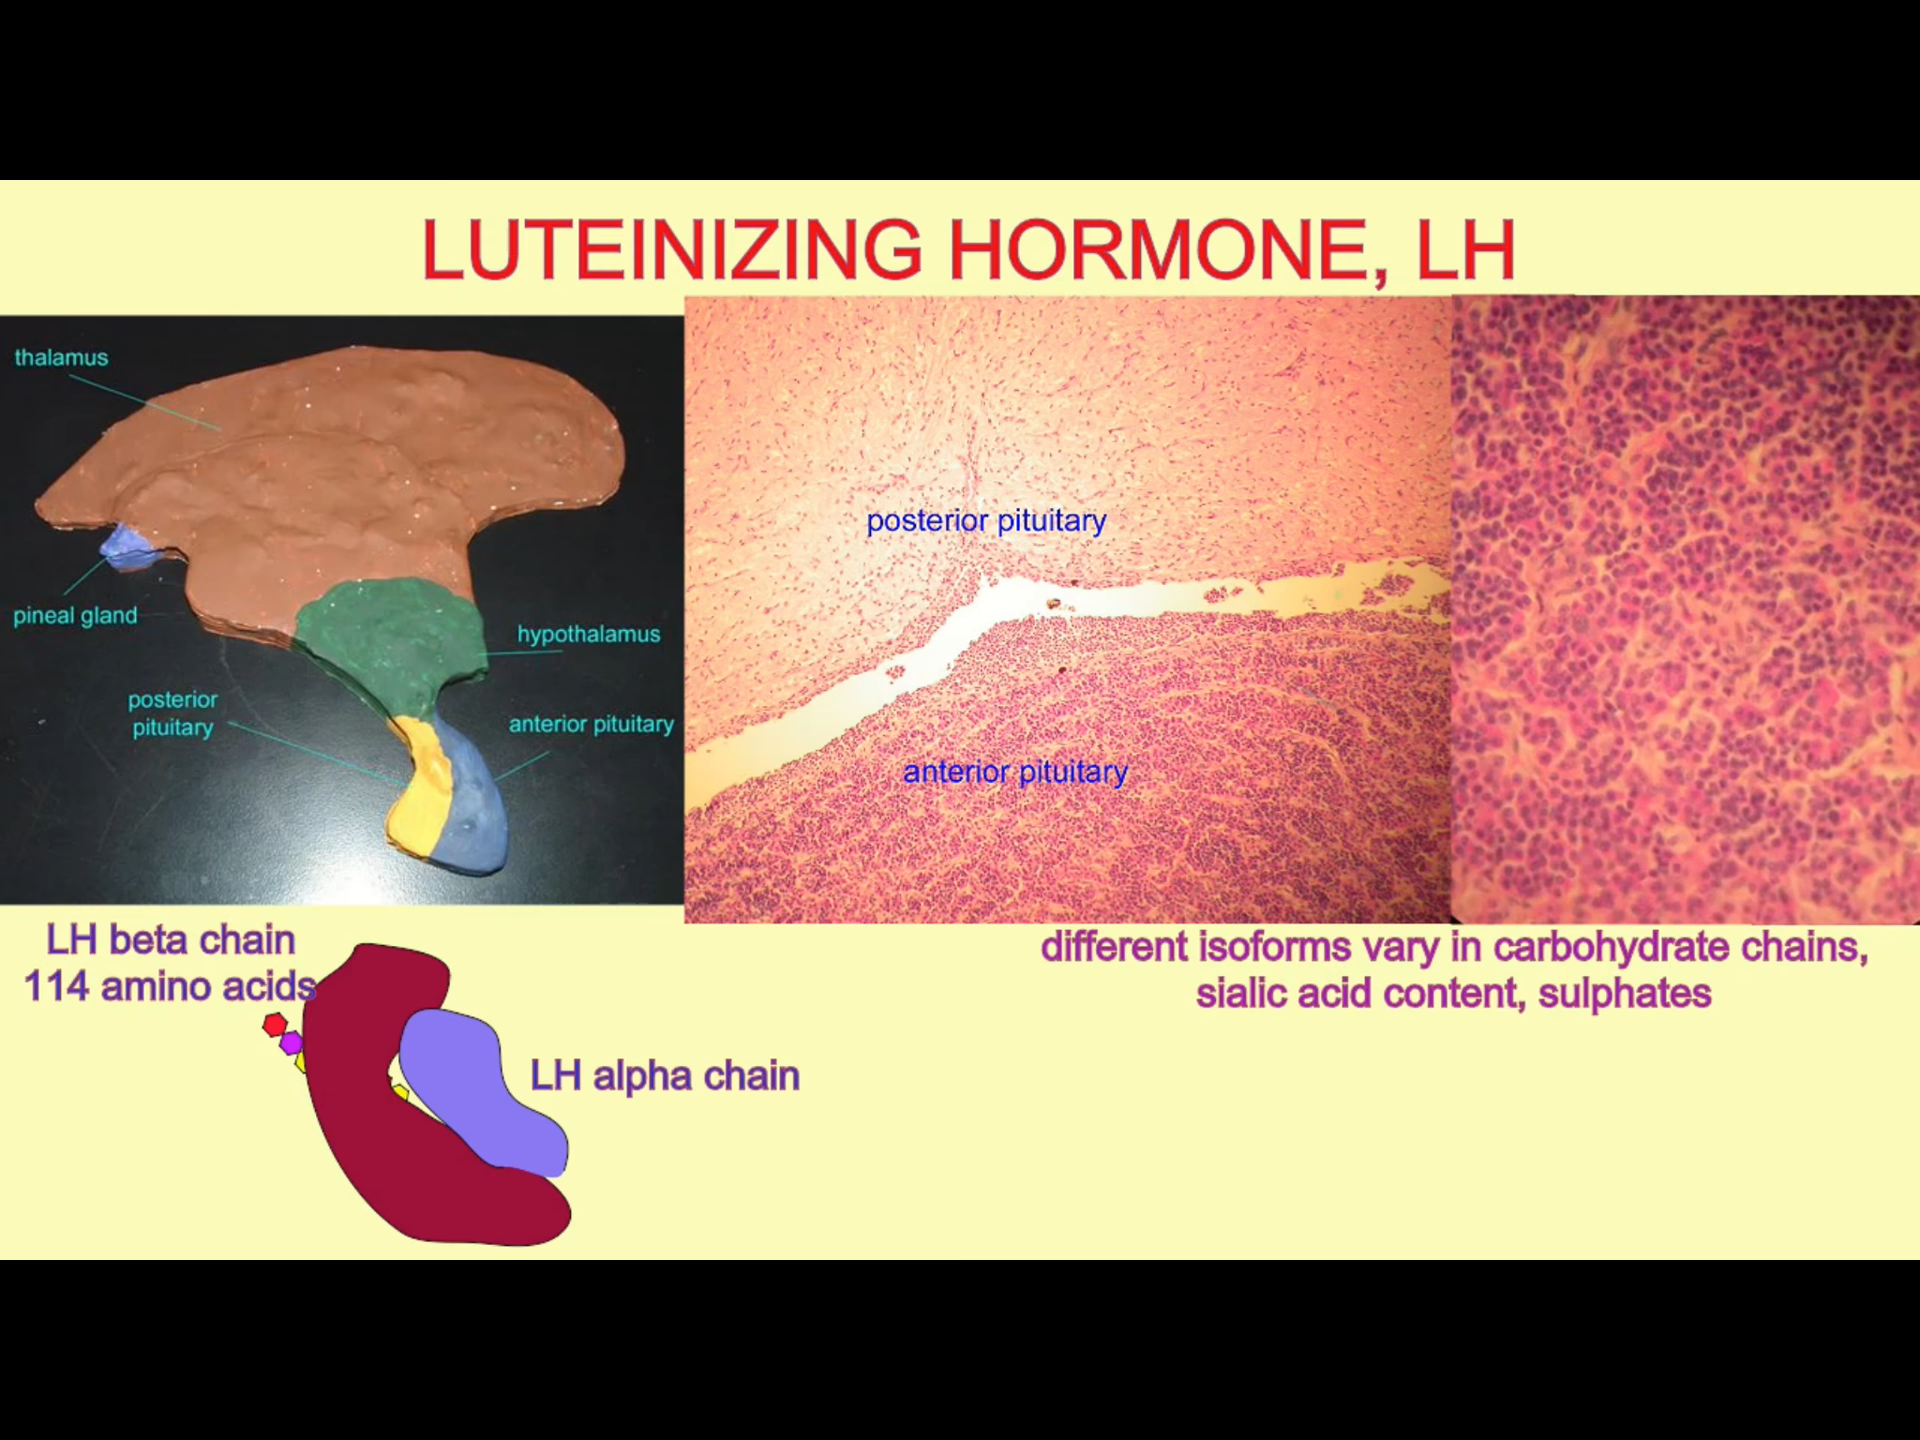 LUTEINIZING HORMONE, LH
thalamus
pineal gland
hypothalamus
posterior
pituitary
anterior pituitary
posterior pituitary
anterior pituitary
LH beta chain
114 amino acids
LH alpha chain
different isoforms vary in carbohydrate chains,
sialic acid content, sulphates